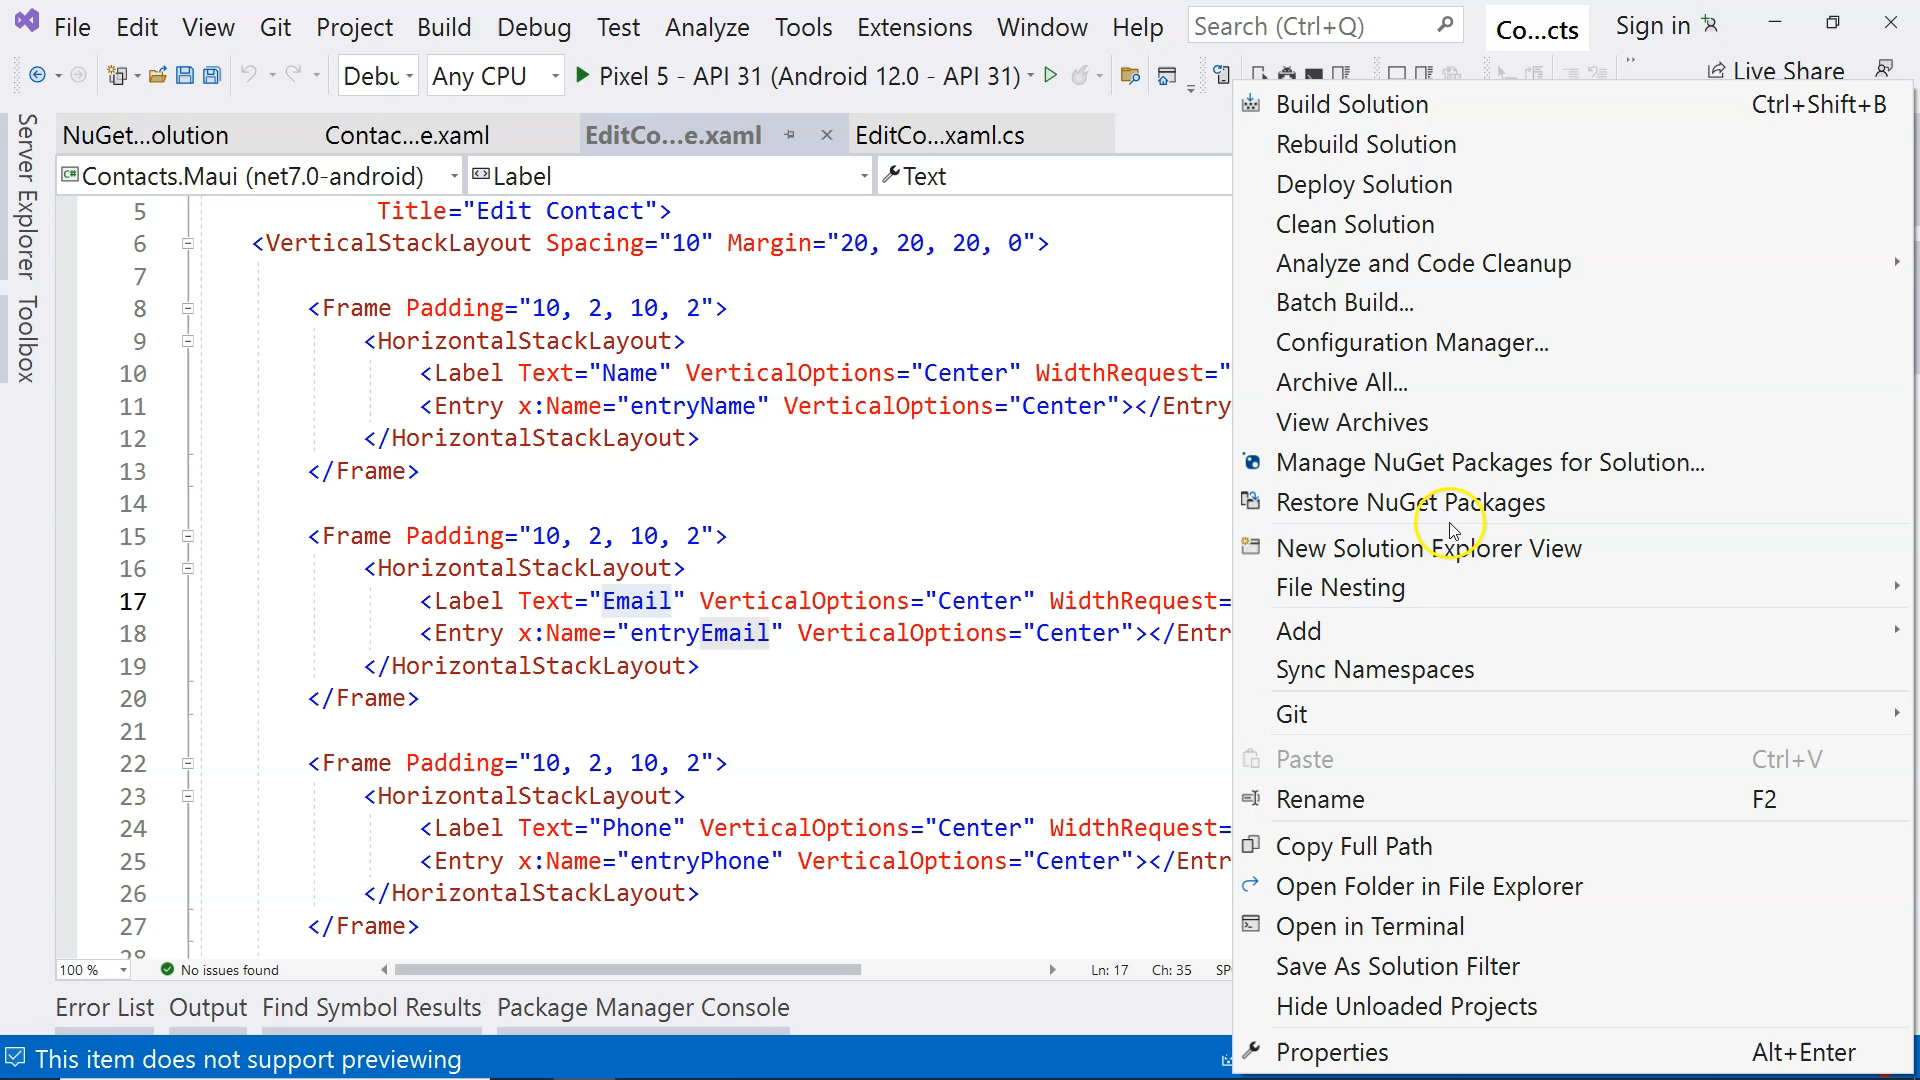 File Edit View Git Project Build Debug Test Analyze Tools Extensions Window Help Search (Ctrl+Q) Co...cts Sign in
Debu Any CPU Pixel 5 - API 31 (Android 12.0 - API 31) Live Share
Server Explorer
Toolbox
NuGet...olution Contac...e.xaml EditCo...e.xaml EditCo...xaml.cs
Contacts.Maui (net7.0-android) Label Text
5 Title="Edit Contact">
6 <VerticalStackLayout Spacing="10" Margin="20, 20, 20, 0">
7
8 <Frame Padding="10, 2, 10, 2">
9 <HorizontalStackLayout>
10 <Label Text="Name" VerticalOptions="Center" WidthRequest="
11 <Entry x:Name="entryName" VerticalOptions="Center"></Entry
12 </HorizontalStackLayout>
13 </Frame>
14
15 <Frame Padding="10, 2, 10, 2">
16 <HorizontalStackLayout>
17 <Label Text="Email" VerticalOptions="Center" WidthRequest=
18 <Entry x:Name="entryEmail" VerticalOptions="Center"></Entr
19 </HorizontalStackLayout>
20 </Frame>
21
22 <Frame Padding="10, 2, 10, 2">
23 <HorizontalStackLayout>
24 <Label Text="Phone" VerticalOptions="Center" WidthRequest=
25 <Entry x:Name="entryPhone" VerticalOptions="Center"></Entr
26 </HorizontalStackLayout>
27 </Frame>
28
100 % No issues found Ln: 17 Ch: 35 SP
Error List Output Find Symbol Results Package Manager Console
This item does not support previewing
Build Solution Ctrl+Shift+B
Rebuild Solution
Deploy Solution
Clean Solution
Analyze and Code Cleanup
Batch Build...
Configuration Manager...
Archive All...
View Archives
Manage NuGet Packages for Solution...
Restore NuGet Packages
New Solution Explorer View
File Nesting
Add
Sync Namespaces
Git
Paste Ctrl+V
Rename F2
Copy Full Path
Open Folder in File Explorer
Open in Terminal
Save As Solution Filter
Hide Unloaded Projects
Properties Alt+Enter